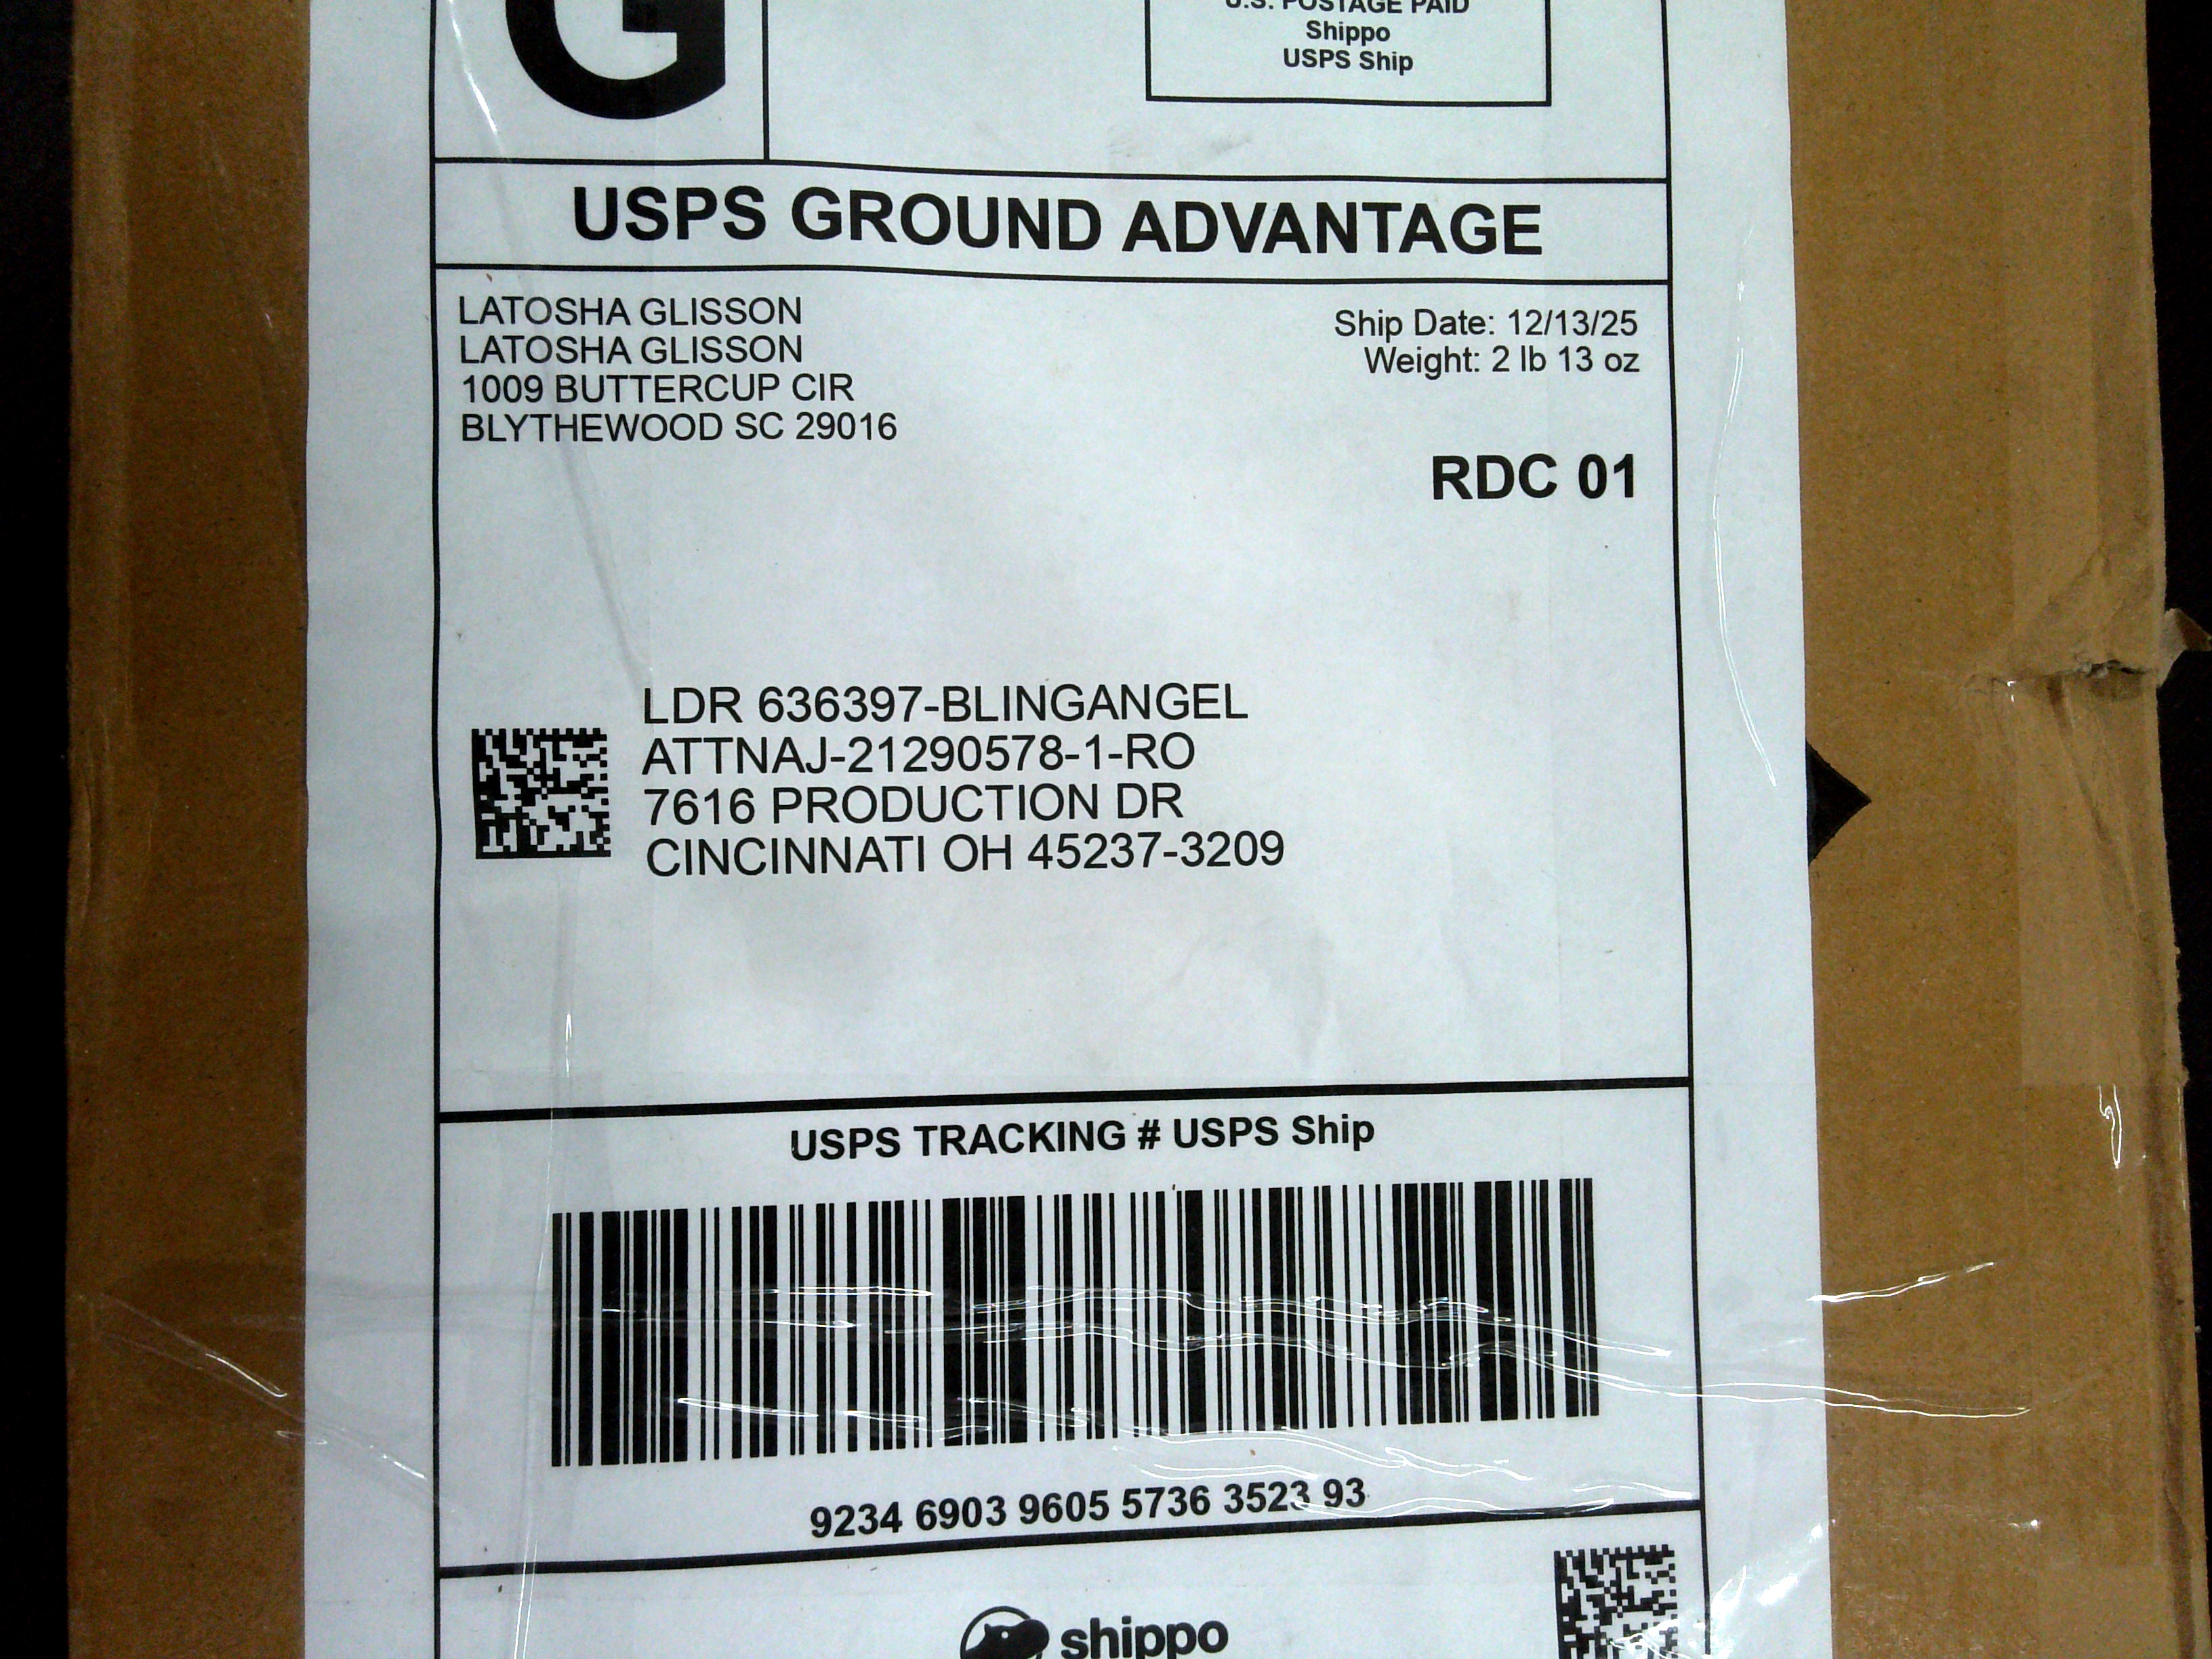 G
U.S. POSTAGE PAID
Shippo
USPS Ship
USPS GROUND ADVANTAGE
LATOSHA GLISSON
LATOSHA GLISSON
1009 BUTTERCUP CIR
BLYTHEWOOD SC 29016
Ship Date: 12/13/25
Weight: 2 lb 13 oz
RDC 01
LDR 636397-BLINGANGEL
ATTNAJ-21290578-1-RO
7616 PRODUCTION DR
CINCINNATI OH 45237-3209
USPS TRACKING # USPS Ship
9234 6903 9605 5736 3523 93
shippo